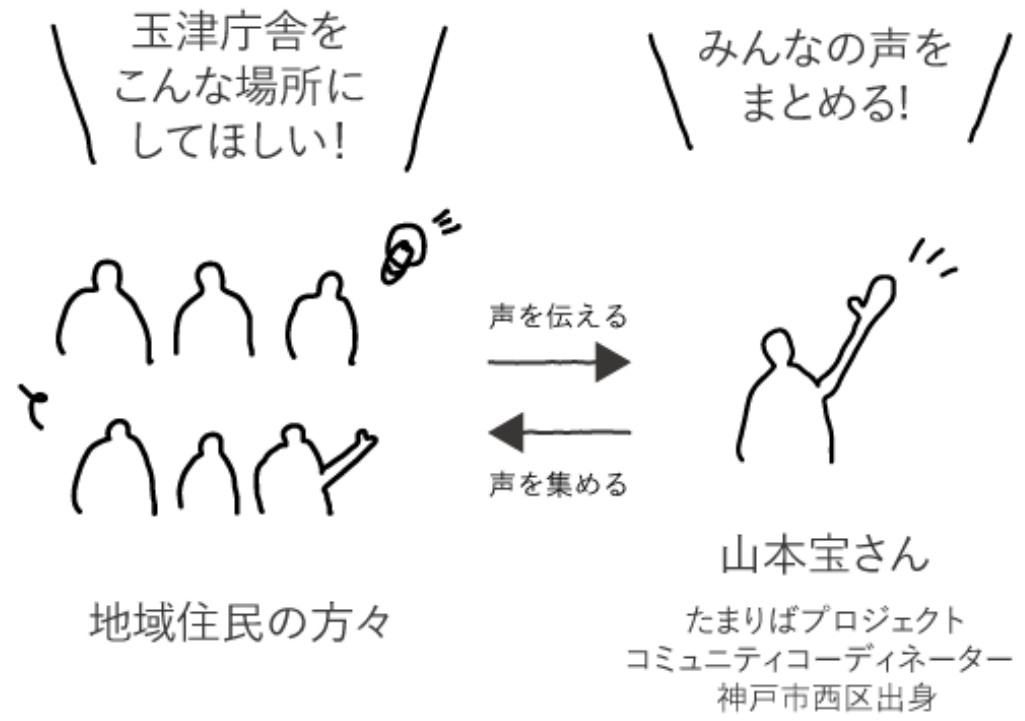 玉津庁舎を
こんな場所に
してほしい!
みんなの声を
まとめる!
声を伝える
声を集める
地域住民の方々
山本宝さん
たまりばプロジェクト
コミュニティコーディネーター
神戸市西区出身